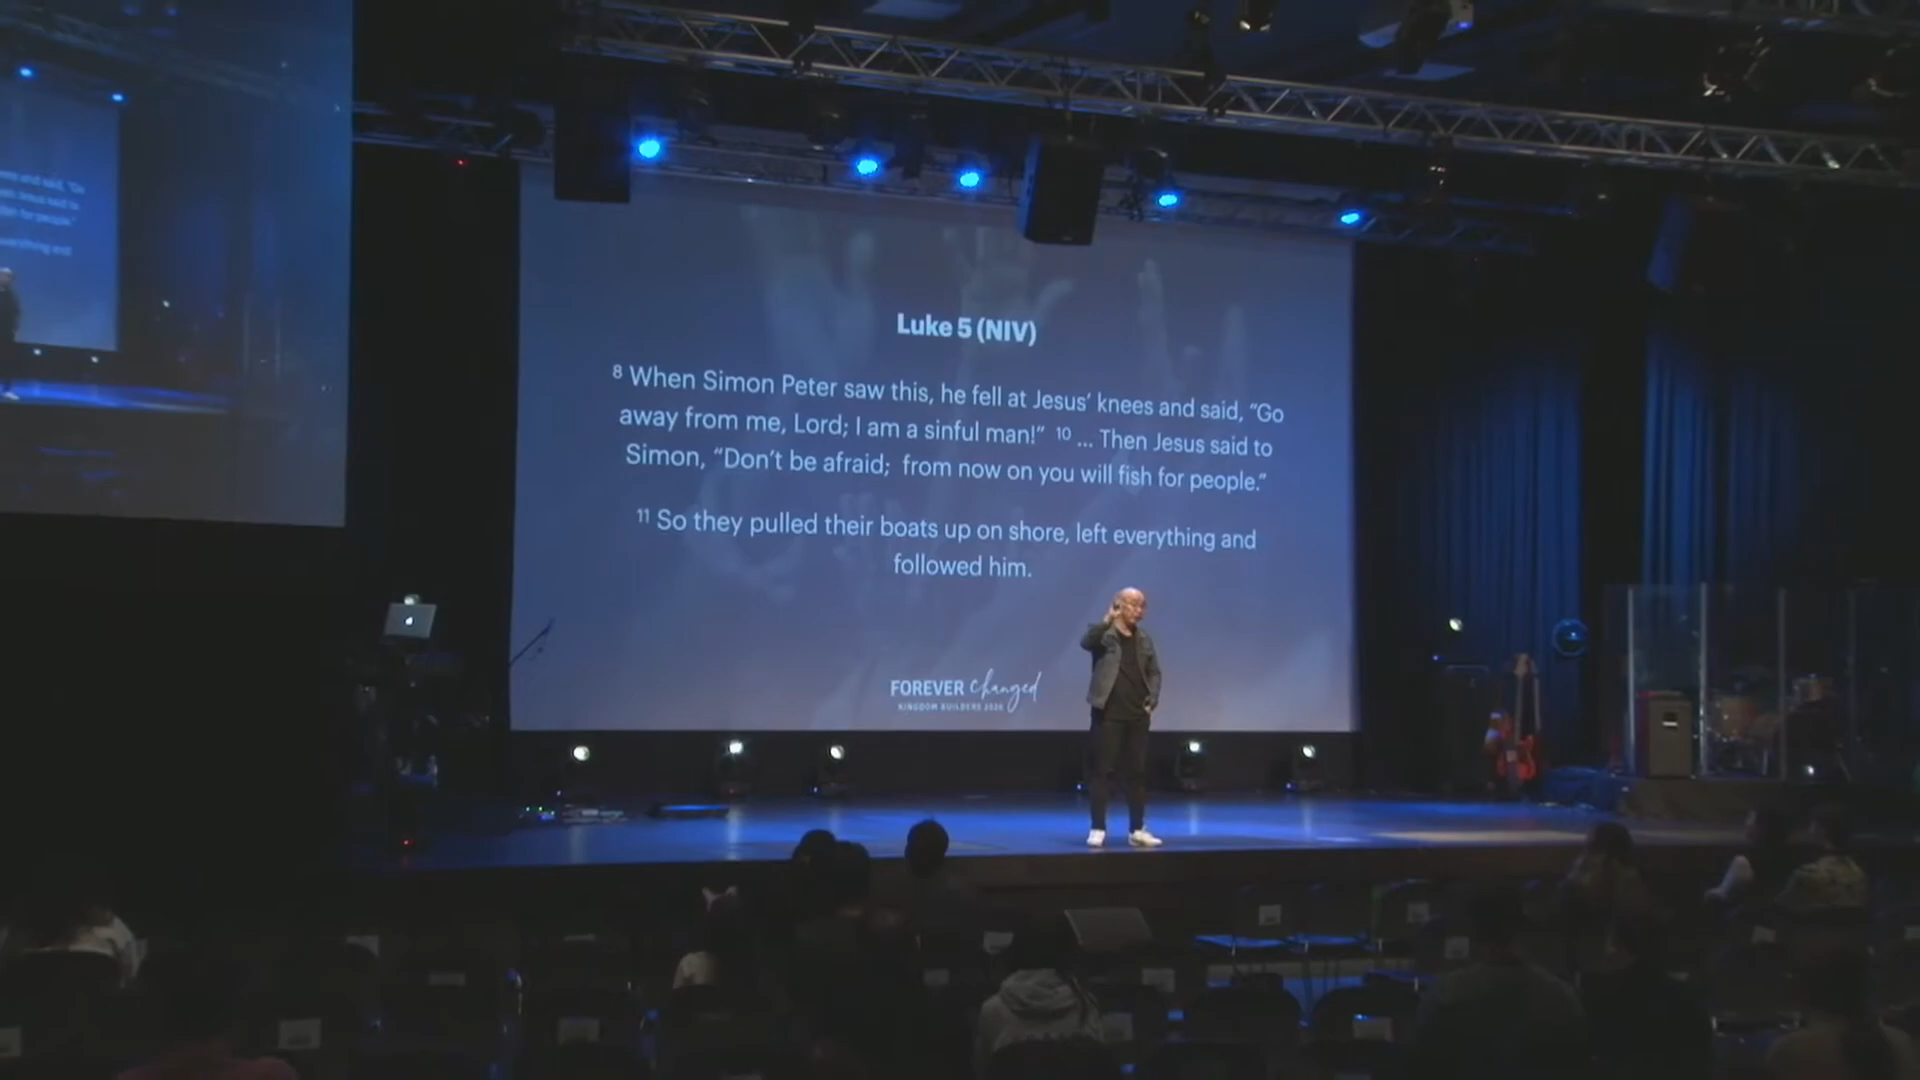 Luke 5 (NIV)
8 When Simon Peter saw this, he fell at Jesus’ knees and said, “Go
away from me, Lord; I am a sinful man!” 10 ... Then Jesus said to
Simon, “Don’t be afraid; from now on you will fish for people.”
11 So they pulled their boats up on shore, left everything and
followed him.
FOREVER changed
KINGDOM BUILDERS 2020